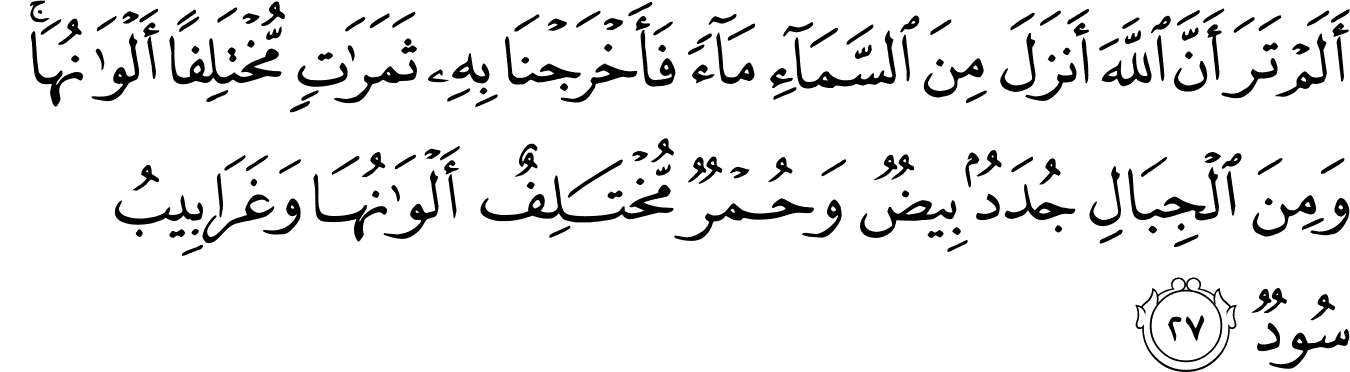 أَلَمۡ تَرَ أَنَّ ٱللَّهَ أَنزَلَ مِنَ ٱلسَّمَآءِ مَآءٗ فَأَخۡرَجۡنَا بِهِۦ ثَمَرَٰتٖ مُّخۡتَلِفًا أَلۡوَٰنُهَاۚ
وَمِنَ ٱلۡجِبَالِ جُدَدُۢ بِيضٞ وَحُمۡرٞ مُّخۡتَلِفٌ أَلۡوَٰنُهَا وَغَرَابِيبُ
سُودٞ ٢٧